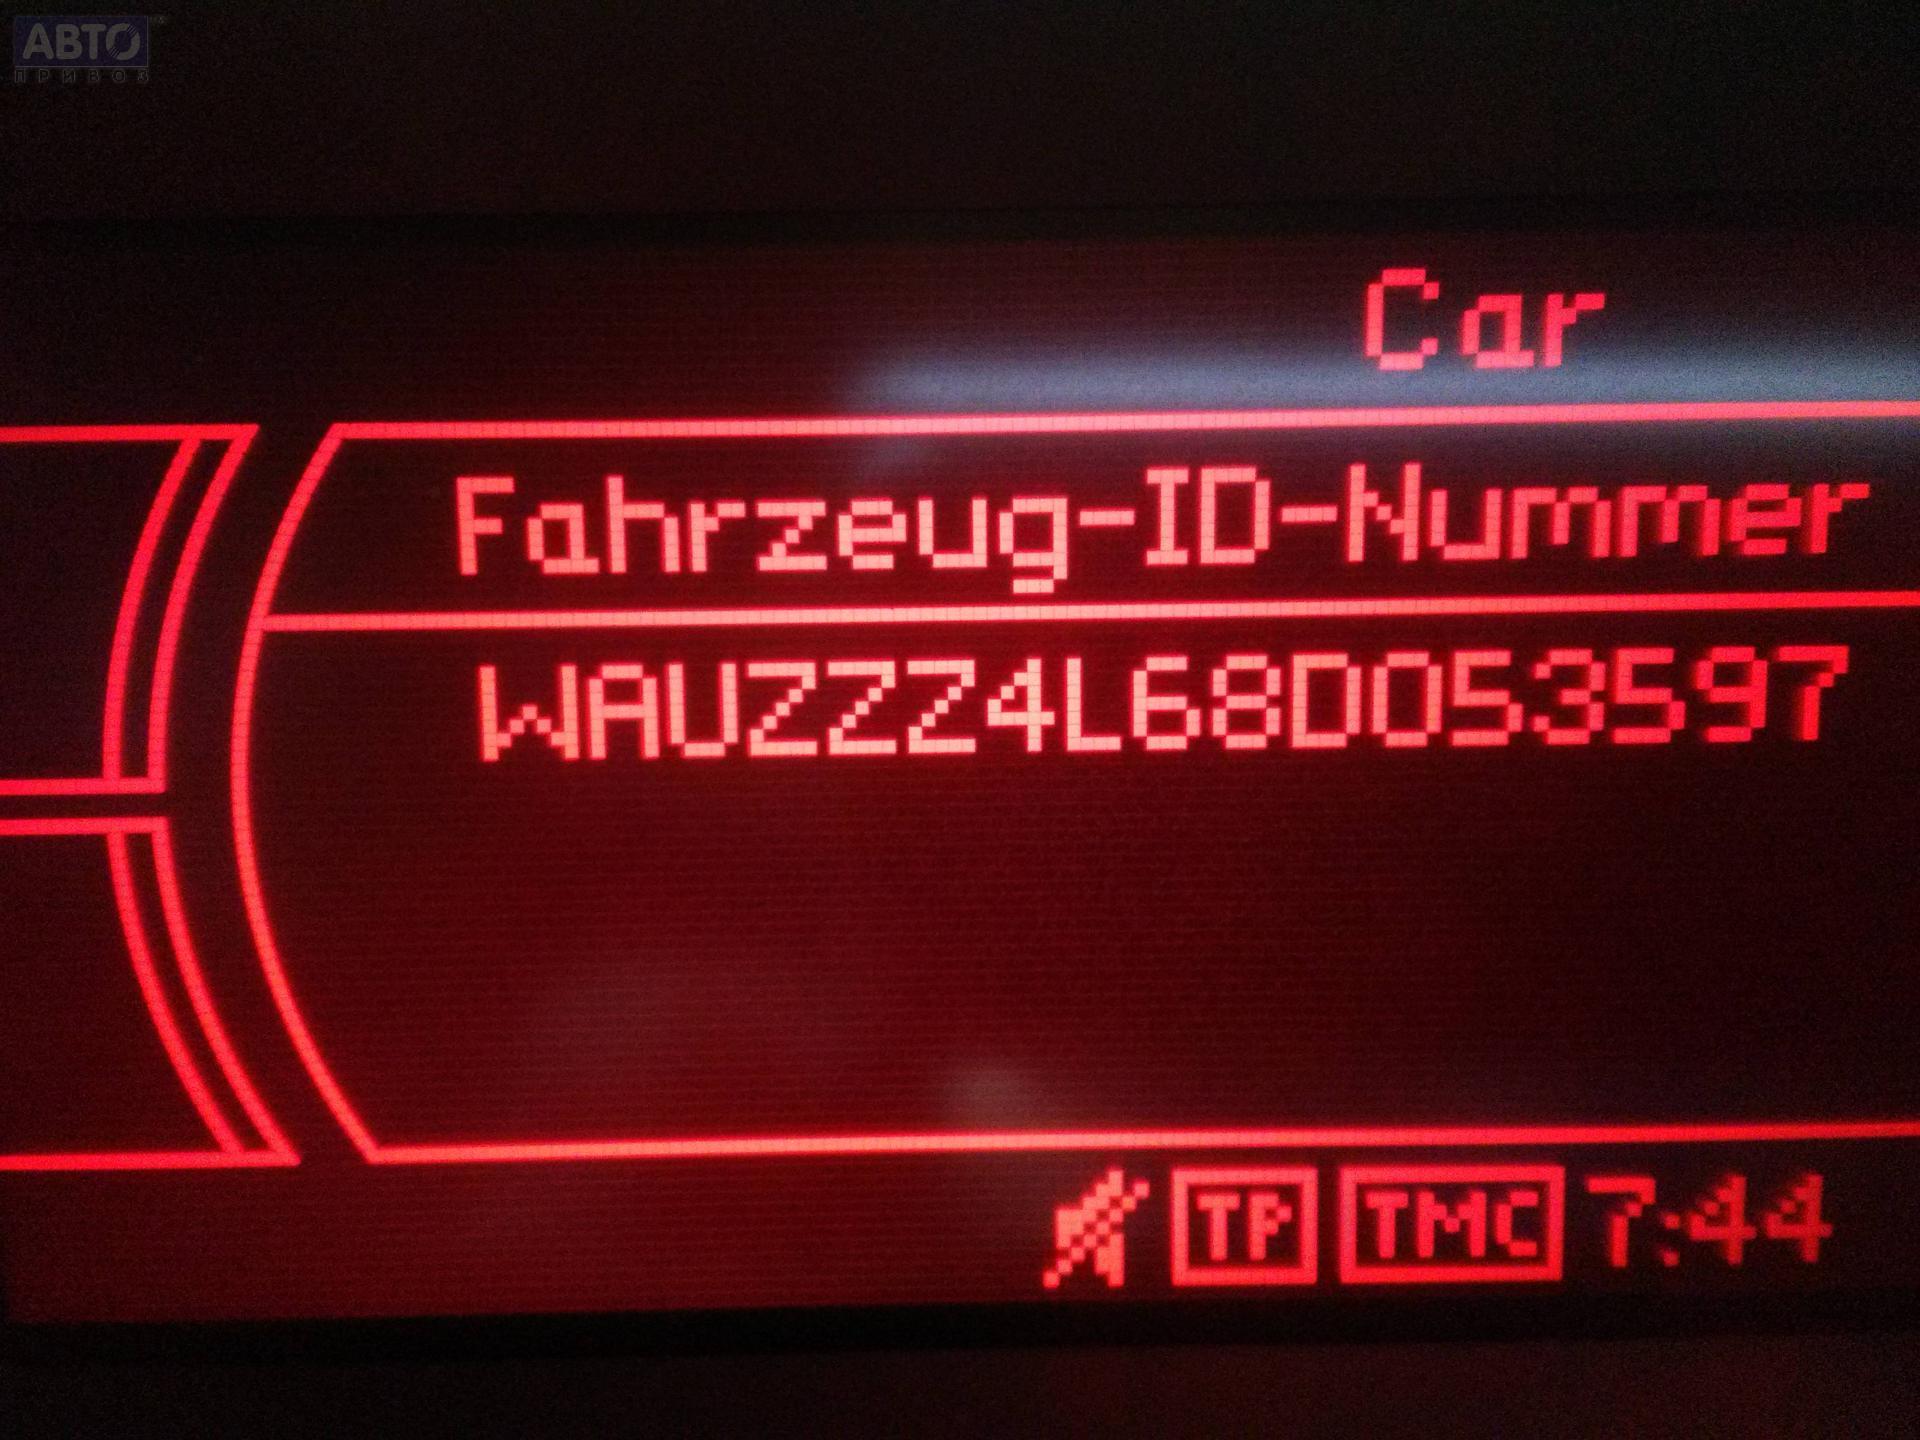 АВТО
ПРИВОЗ
Car
Fahrzeug-ID-Nummer
WAUZZZ4L68D053597
TP TMC 7:44